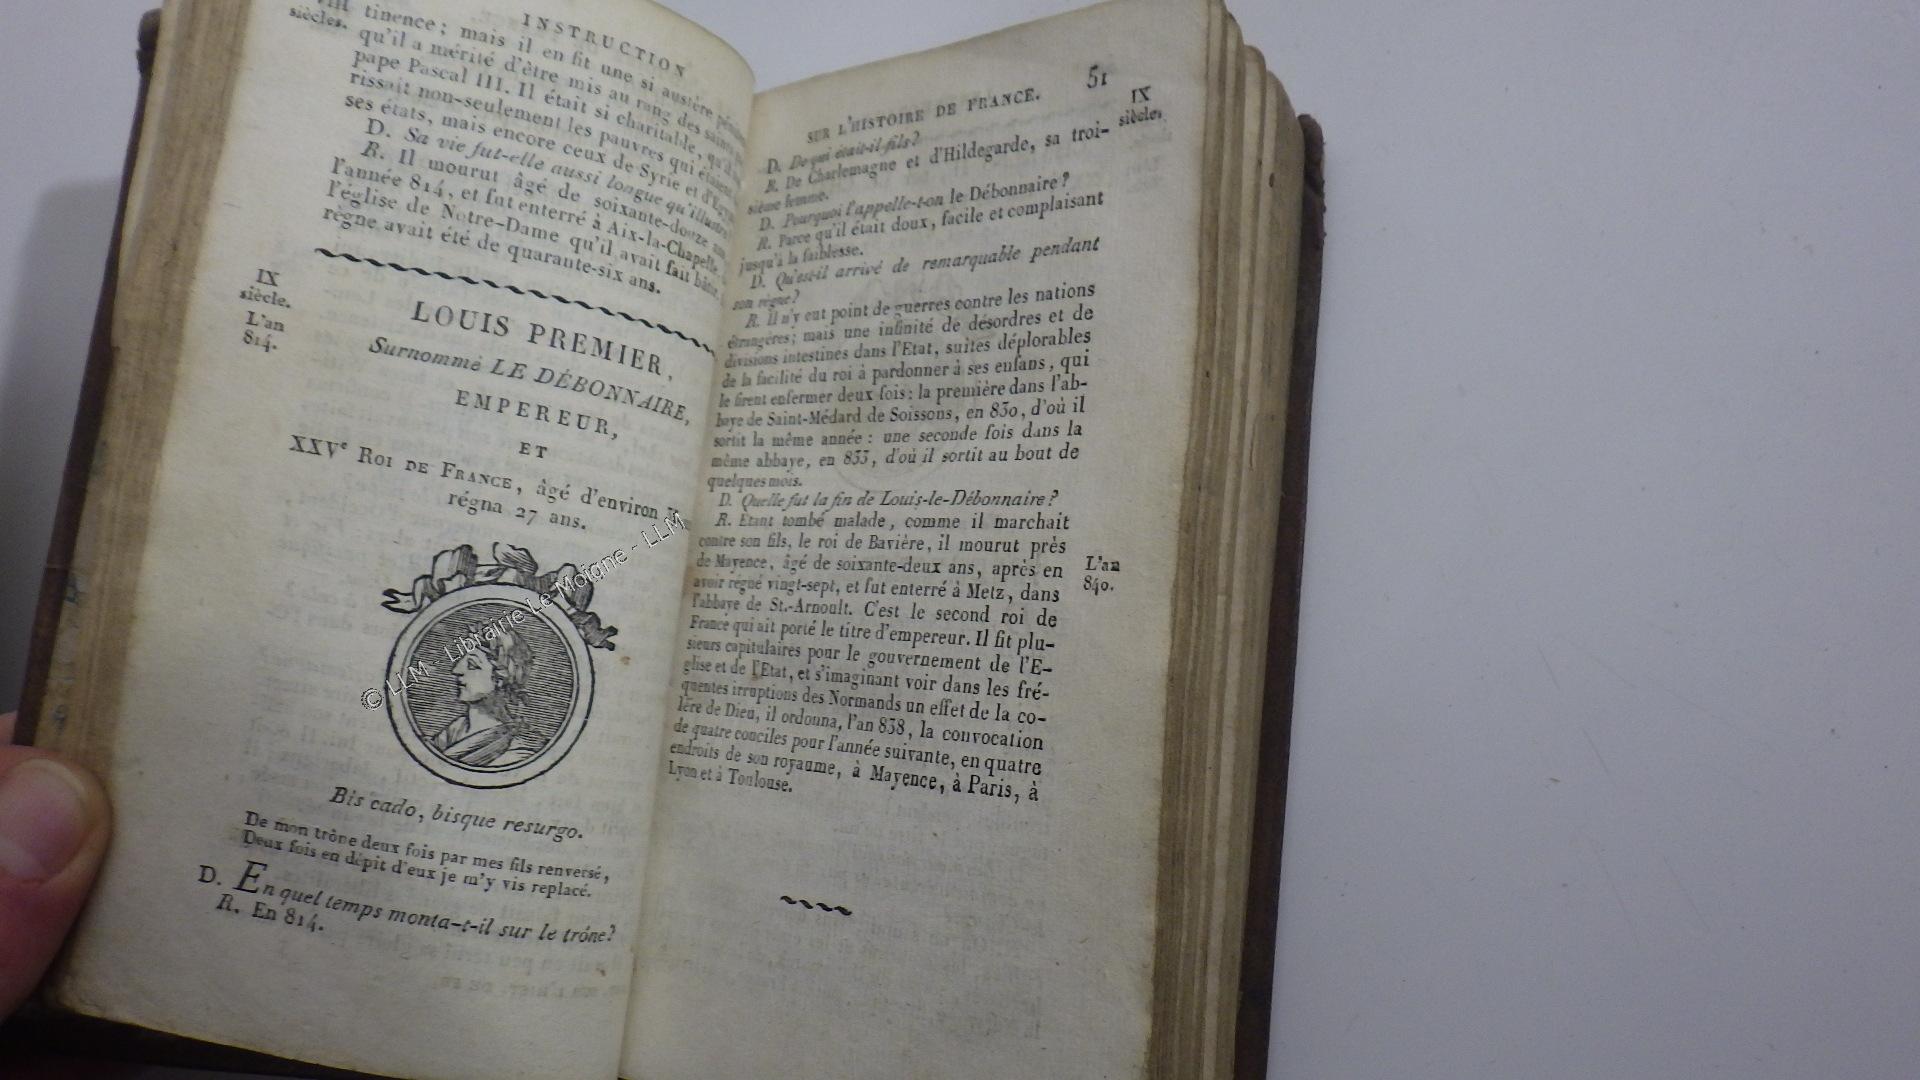 INSTRUCTION
VIII
siècles.
tinence; mais il en fit une si austère
qu'il a mérité d'être mis au rang des saints
pape Pascal III. Il était si charitable, qu'il
rissait non-seulement les pauvres qui étaient
ses états, mais encore ceux de Syrie et d'Egyp
D. Sa vie fut-elle aussi longue qu'illustre
R. Il mourut âgé de soixante-douze ans,
l'année 814, et fut enterré à Aix-la-Chapelle,
l'église de Notre-Dame qu'il avait fait bâtir.
règne avait été de quarante-six ans.
IX
siècle.
L'an
814.
LOUIS PREMIER,
Surnommé LE DÉBONNAIRE,
EMPEREUR,
ET
XXVe ROI DE FRANCE, âgé d'environ
régna 27 ans.
© LLM - Librairie Le Moigne - LLM
Bis cado, bisque resurgo.
De mon trône deux fois par mes fils renversé,
Deux fois en dépit d'eux je m'y vis replacé.
D. En quel temps monta-t-il sur le trône?
R. En 814.
SUR L'HISTOIRE DE FRANCE. 51
IX
siècle.
D. De qui était-il fils?
R. De Charlemagne et d'Hildegarde, sa troi-
sième femme.
D. Pourquoi l'appelle-t-on le Débonnaire?
R. Parce qu'il était doux, facile et complaisant
jusqu'à la faiblesse.
D. Qu'est-il arrivé de remarquable pendant
son règne?
R. Il n'y eut point de guerres contre les nations
étrangères; mais une infinité de désordres et de
divisions intestines dans l'Etat, suites déplorables
de la facilité du roi à pardonner à ses enfans, qui
le firent enfermer deux fois: la première dans l'ab-
baye de Saint-Médard de Soissons, en 830, d'où il
sortit la même année: une seconde fois dans la
même abbaye, en 833, d'où il sortit au bout de
quelques mois.
D. Quelle fut la fin de Louis-le-Débonnaire?
R. Etant tombé malade, comme il marchait
contre son fils, le roi de Bavière, il mourut près
de Mayence, âgé de soixante-deux ans, après en
avoir régné vingt-sept, et fut enterré à Metz, dans
l'abbaye de St.-Arnoult. C'est le second roi de
France qui ait porté le titre d'empereur. Il fit plu-
sieurs capitulaires pour le gouvernement de l'E-
glise et de l'Etat, et s'imaginant voir dans les fré-
quentes irruptions des Normands un effet de la co-
lère de Dieu, il ordonna, l'an 838, la convocation
de quatre conciles pour l'année suivante, en quatre
endroits de son royaume, à Mayence, à Paris, à
Lyon et à Toulouse.
L'an
840.